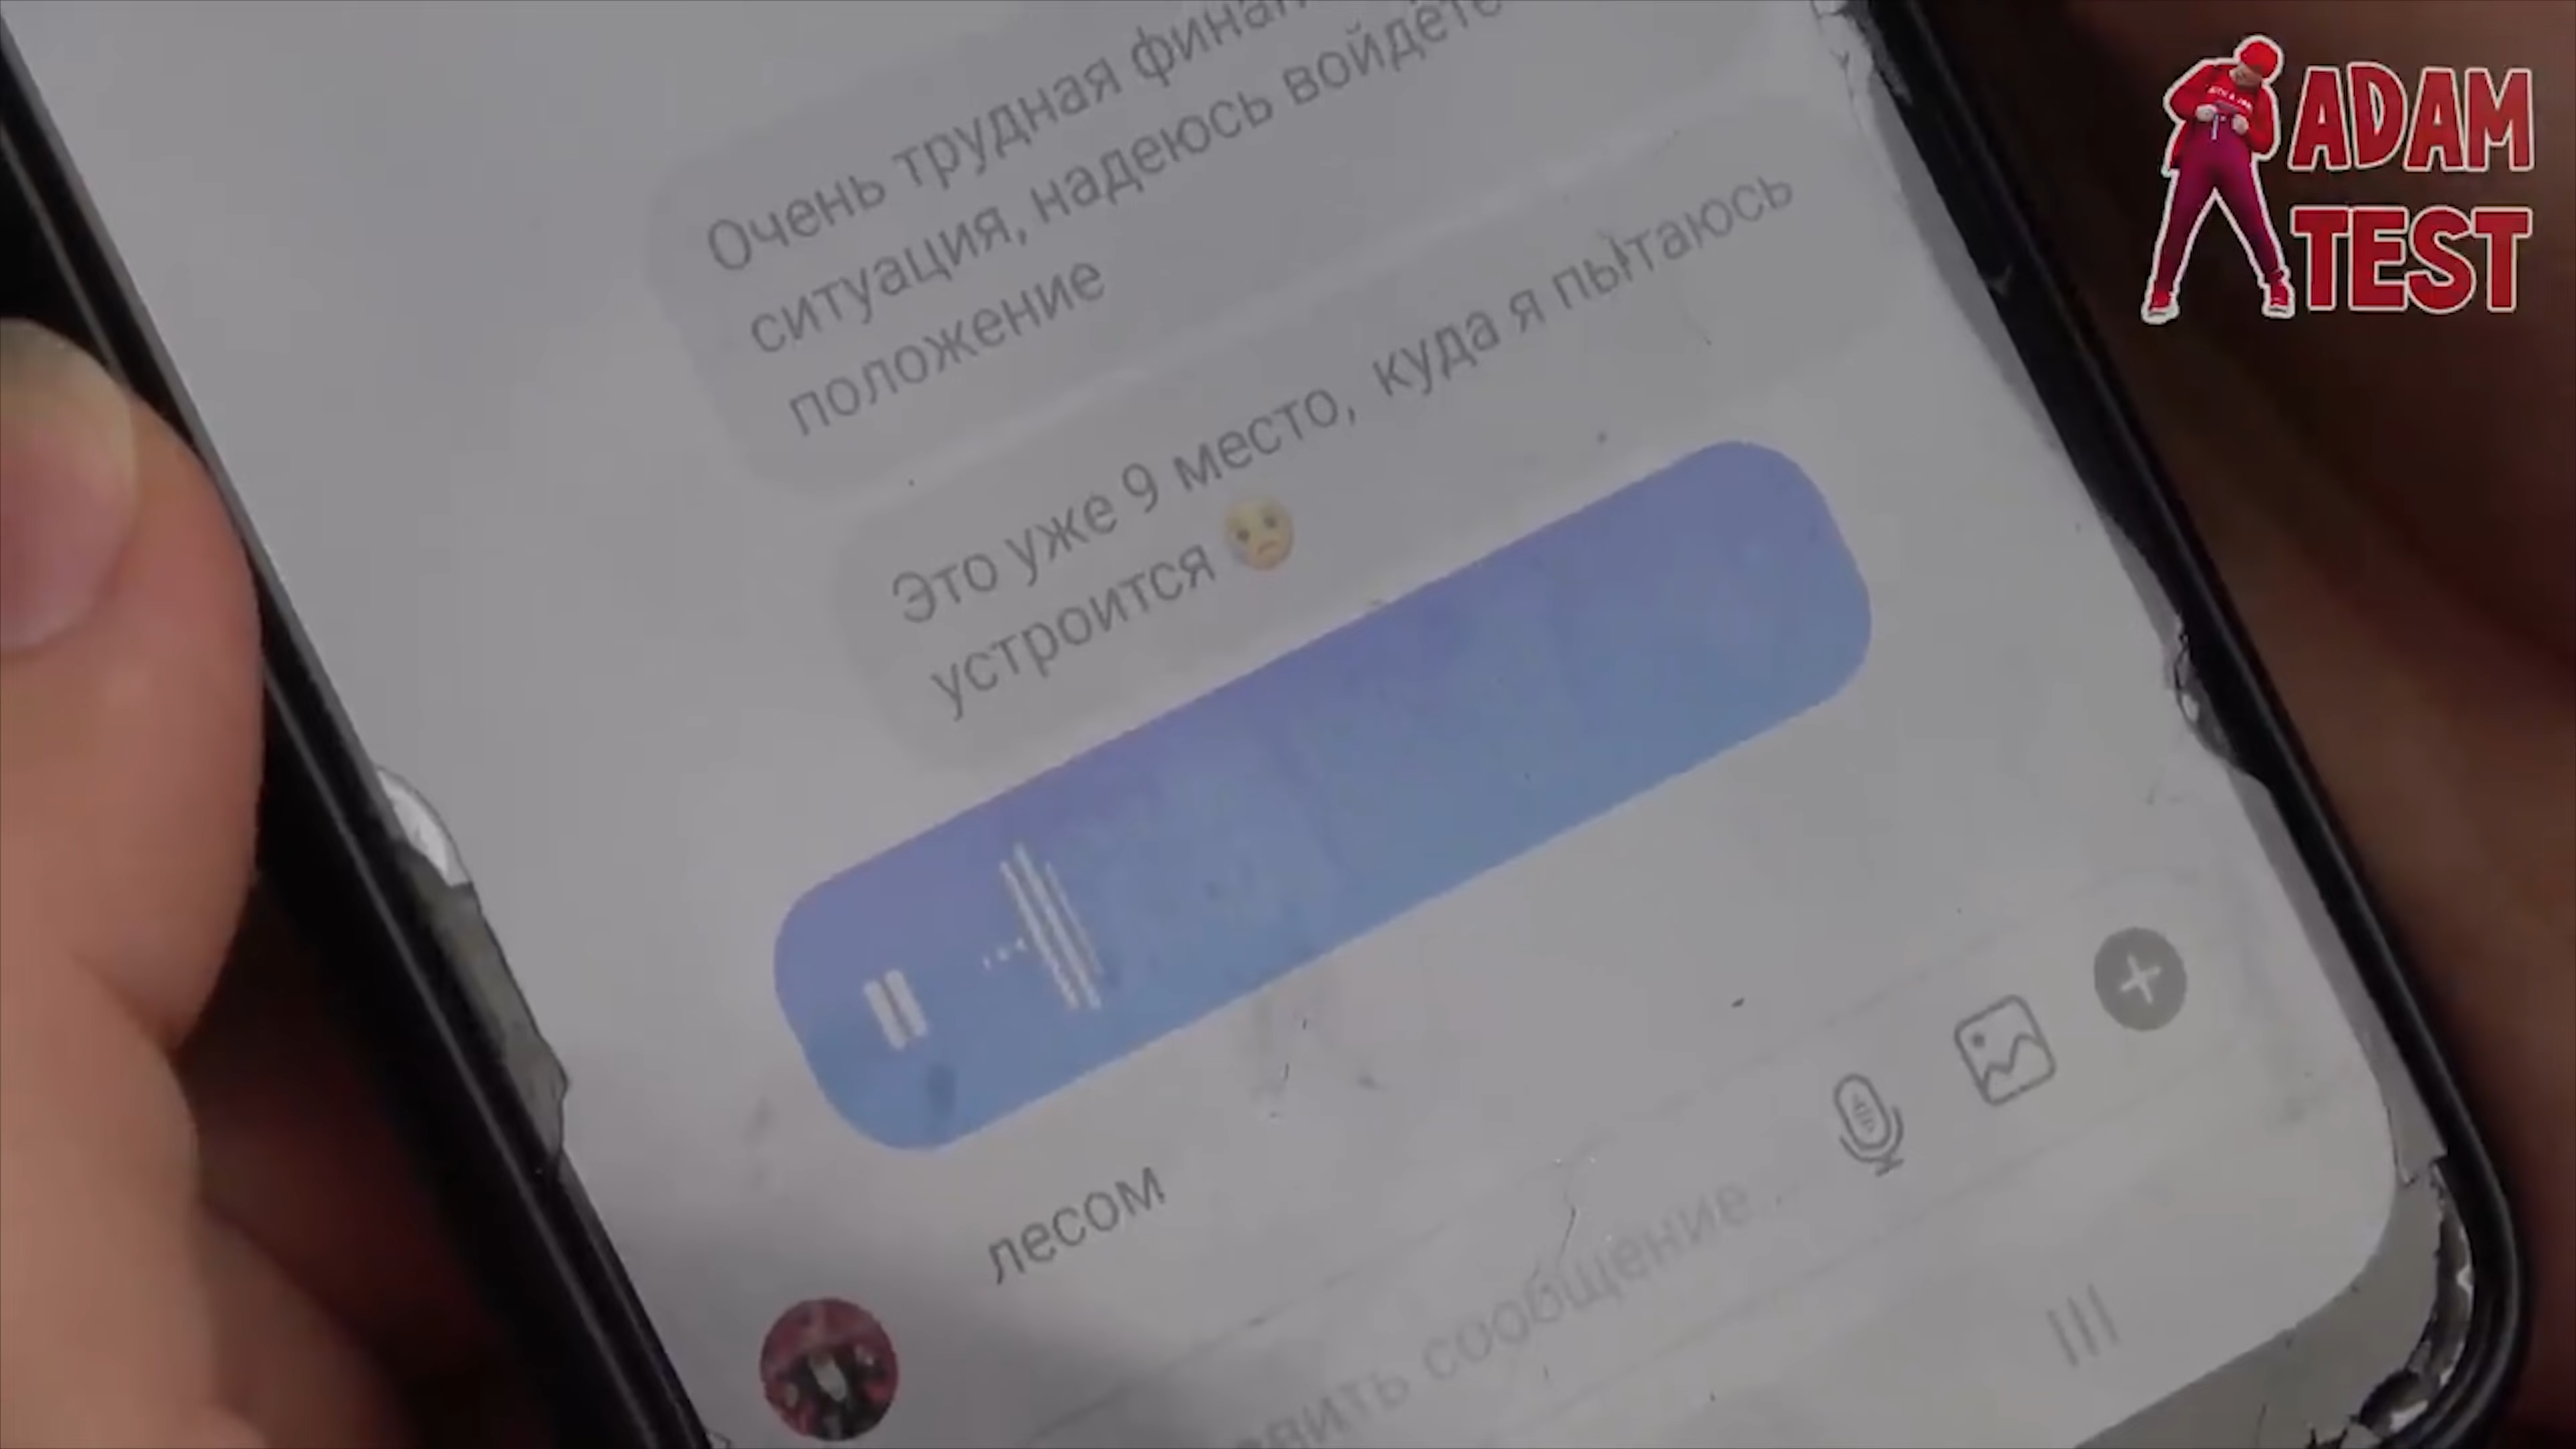 Очень трудная
ситуация, надеюсь войдёте
положение
Это уже 9 место, куда я пытаюсь
устроится
лесом
сообщение...
ADAM
TEST